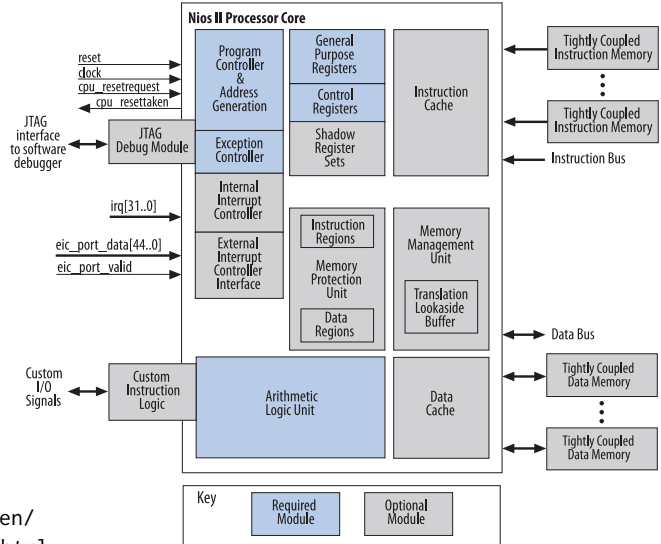 Nios II Processor Core
reset
clock
cpu_resetrequest
cpu_resettaken
JTAG
interface
to software
debugger
JTAG
Debug Module
irq[31..0]
eic_port_data[44..0]
eic_port_valid
Custom
I/O
Signals
Custom
Instruction
Logic
Program
Controller
&
Address
Generation
Exception
Controller
Internal
Interrupt
Controller
External
Interrupt
Controller
Interface
General
Purpose
Registers
Control
Registers
Shadow
Register
Sets
Instruction
Cache
Instruction
Regions
Memory
Protection
Unit
Data
Regions
Memory
Management
Unit
Translation
Lookaside
Buffer
Arithmetic
Logic Unit
Data
Cache
Tightly Coupled
Instruction Memory
Tightly Coupled
Instruction Memory
Instruction Bus
Data Bus
Tightly Coupled
Data Memory
Tightly Coupled
Data Memory
Key
Required
Module
Optional
Module
en/